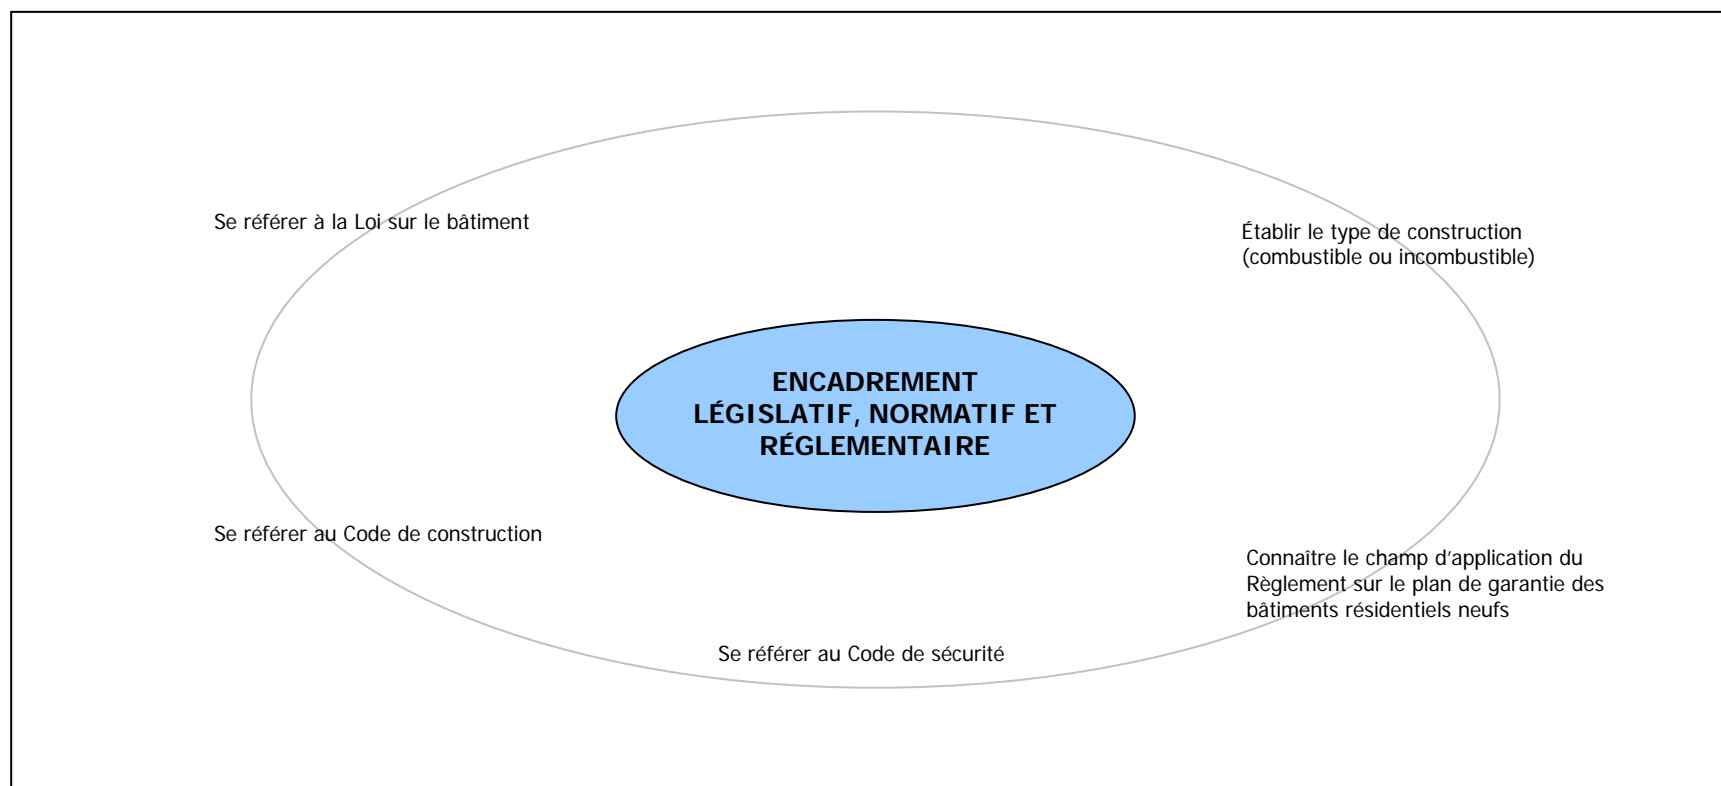 Se référer à la Loi sur le bâtiment
Établir le type de construction
(combustible ou incombustible)
ENCADREMENT
LÉGISLATIF, NORMATIF ET
RÉGLEMENTAIRE
Se référer au Code de construction
Connaître le champ d'application du
Règlement sur le plan de garantie des
bâtiments résidentiels neufs
Se référer au Code de sécurité